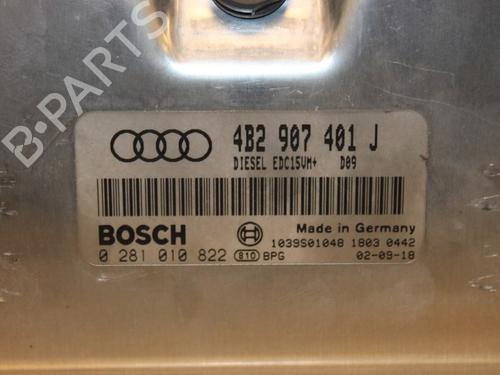 B-PARTS
4B2 907 401 J
DIESEL EDC15VM+ D09
BOSCH
Made in Germany
1039S01048 1803 0442
0 281 010 822 810 BPG 02-09-18